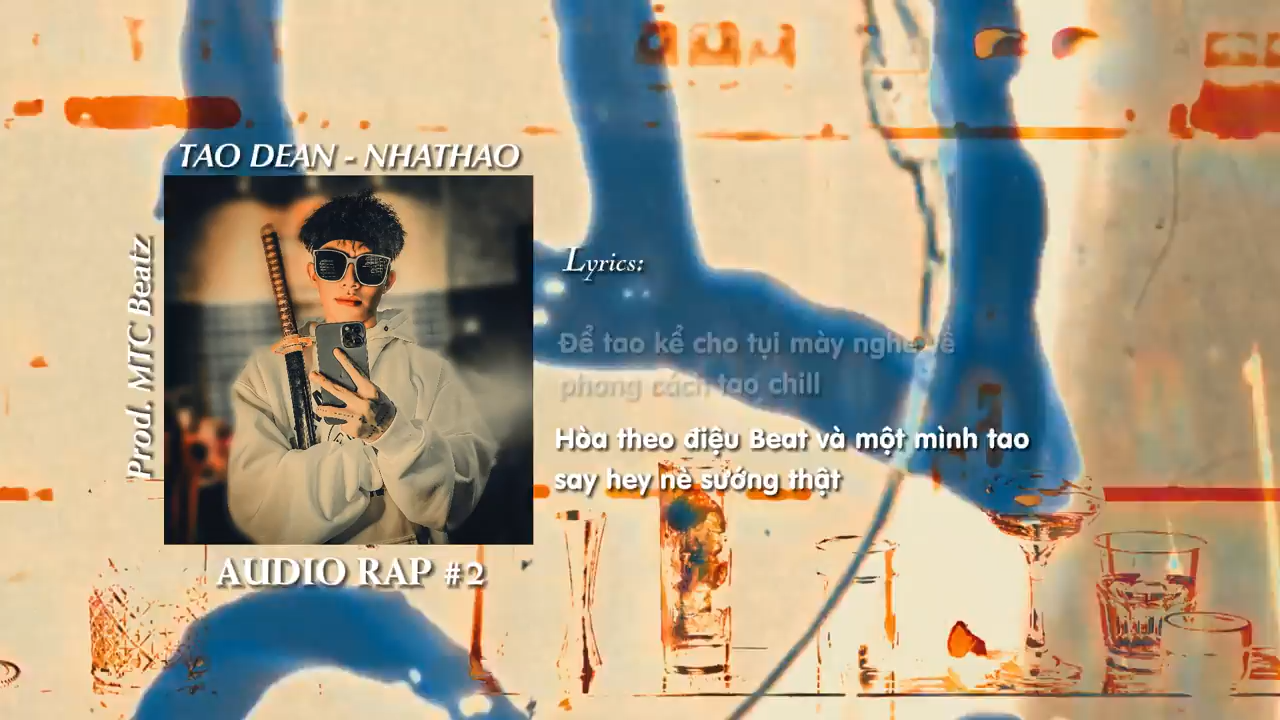 TAO DEAN - NHATHAO
Prod. MTC Beatz
Lyrics:
Để tao kể cho tụi mày nghe về
phong cách tao chill
Hòa theo điệu Beat và một mình tao
say hey nè sướng thật
AUDIO RAP #2